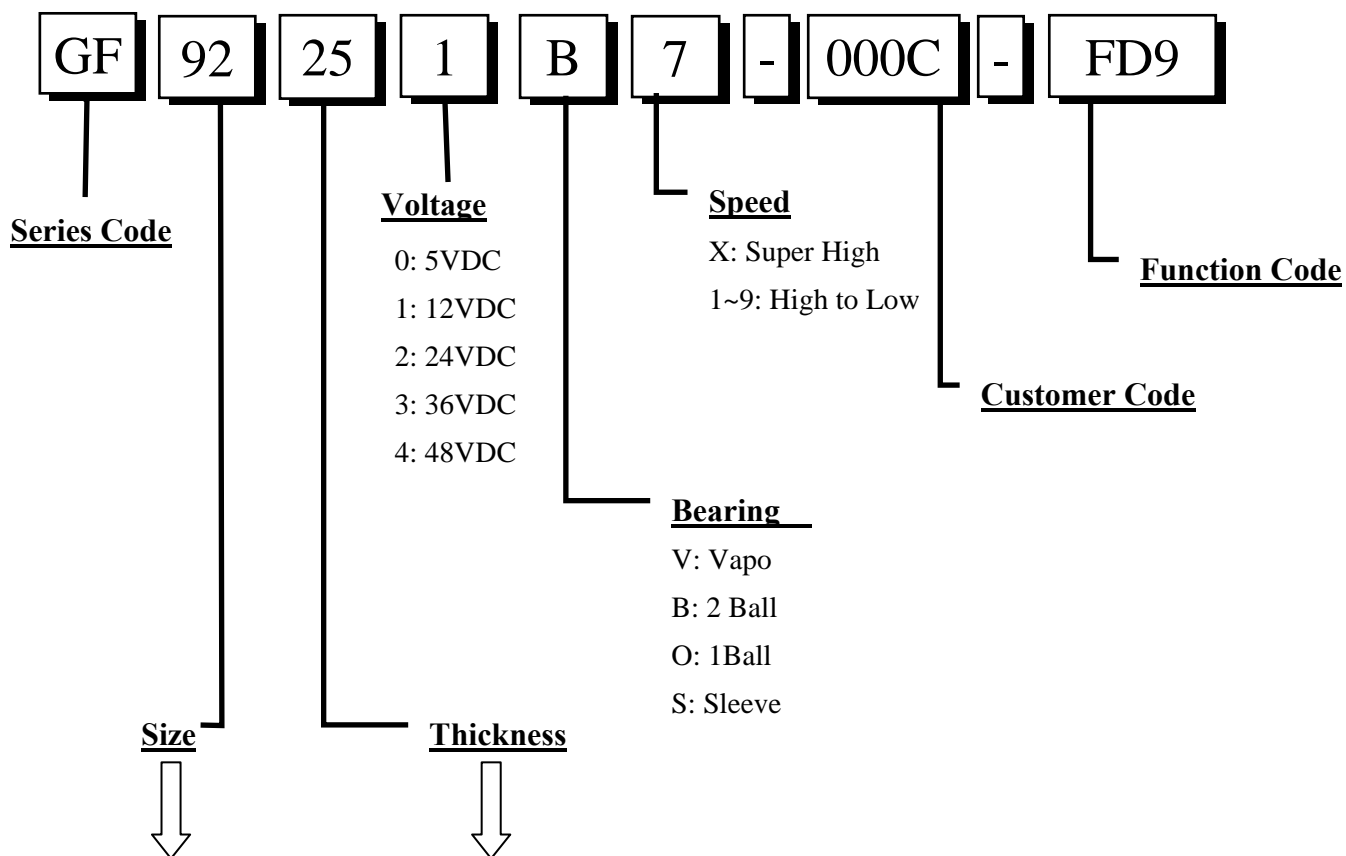 GF 92 25 1 B 7 - 000C - FD9
Series Code
Voltage
0: 5VDC
1: 12VDC
2: 24VDC
3: 36VDC
4: 48VDC
Speed
X: Super High
1~9: High to Low
Function Code
Customer Code
Bearing
V: Vapo
B: 2 Ball
O: 1Ball
S: Sleeve
Size
Thickness